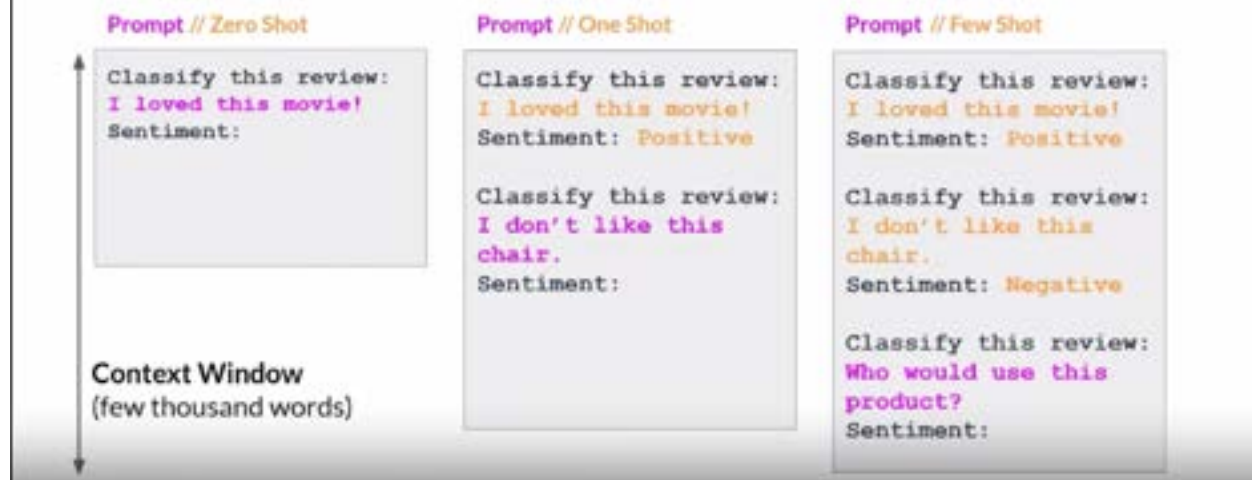 Prompt // Zero Shot
Classify this review:
I loved this movie!
Sentiment:
Context Window
(few thousand words)
Prompt // One Shot
Classify this review:
I loved this movie!
Sentiment: Positive
Classify this review:
I don't like this
chair.
Sentiment:
Prompt // Few Shot
Classify this review:
I loved this movie!
Sentiment: Positive
Classify this review:
I don't like this
chair.
Sentiment: Negative
Classify this review:
Who would use this
product?
Sentiment: